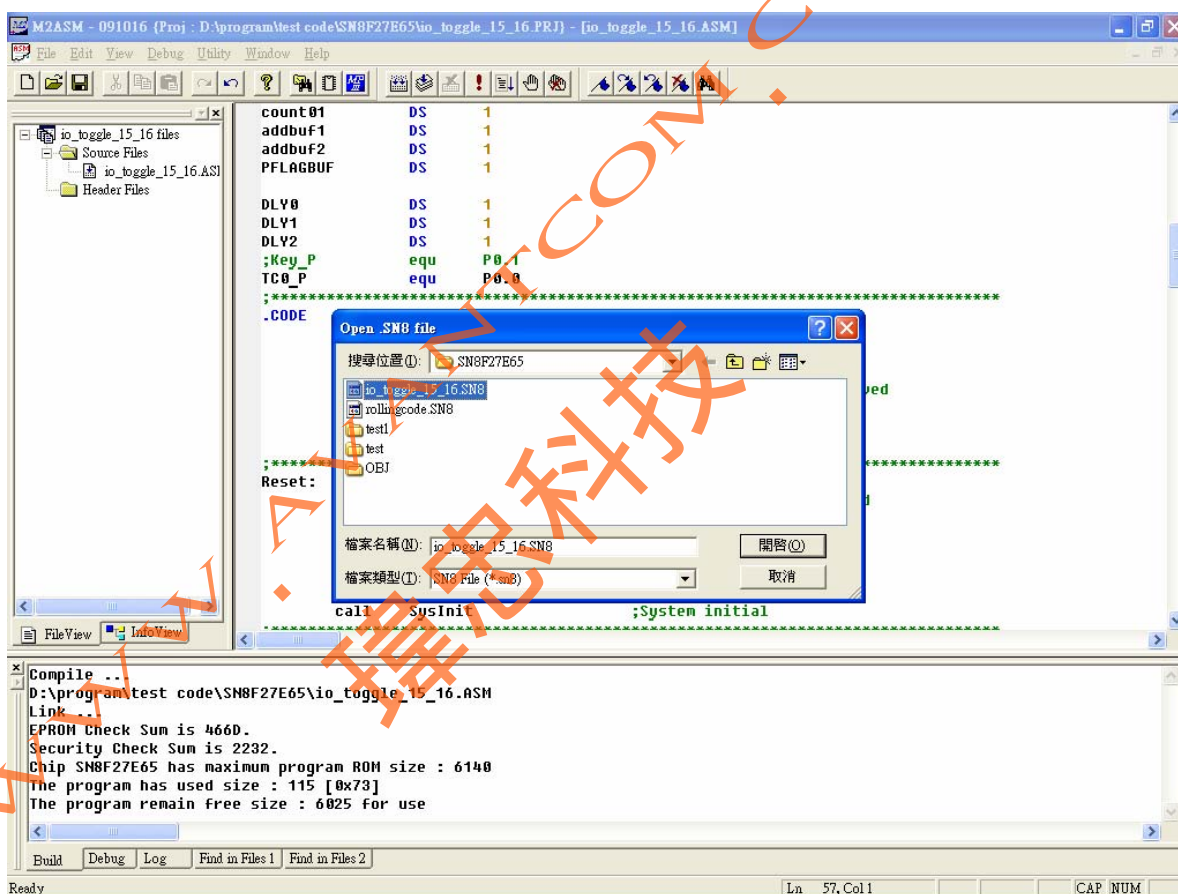 M2ASM - 091016 {Proj : D:\program\test code\SN8F27E65\io_toggle_15_16.PRJ} - [io_toggle_15_16.ASM]
File Edit View Debug Utility Window Help
io_toggle_15_16 files
Source Files
io_toggle_15_16.ASI
Header Files
FileView InfoView
count01 DS 1
addbuf1 DS 1
addbuf2 DS 1
PFLAGBUF DS 1
DLY0 DS 1
DLY1 DS 1
DLY2 DS 1
;Key_P equ P0.1
TC0_P equ P0.0
;******************************************************************************
.CODE
ved
;******************************************************************************
Reset:
call SysInit ;System initial
Open .SN8 file
搜尋位置(I): SN8F27E65
io_toggle_15_16.SN8
rollingcode.SN8
test1
test
OBJ
檔案名稱(N): io_toggle_15_16.SN8 開啓(O)
檔案類型(T): SN8 File (*.sn8) 取消
Compile ...
D:\program\test code\SN8F27E65\io_toggle_15_16.ASM
Link ...
EPROM Check Sum is 466D.
Security Check Sum is 2232.
Chip SN8F27E65 has maximum program ROM size : 6140
The program has used size : 115 [0x73]
The program remain free size : 6025 for use
Build Debug Log Find in Files 1 Find in Files 2
Ready Ln 57, Col 1 CAP NUM
WWW.AVANTCOM.C
瑋忠科技